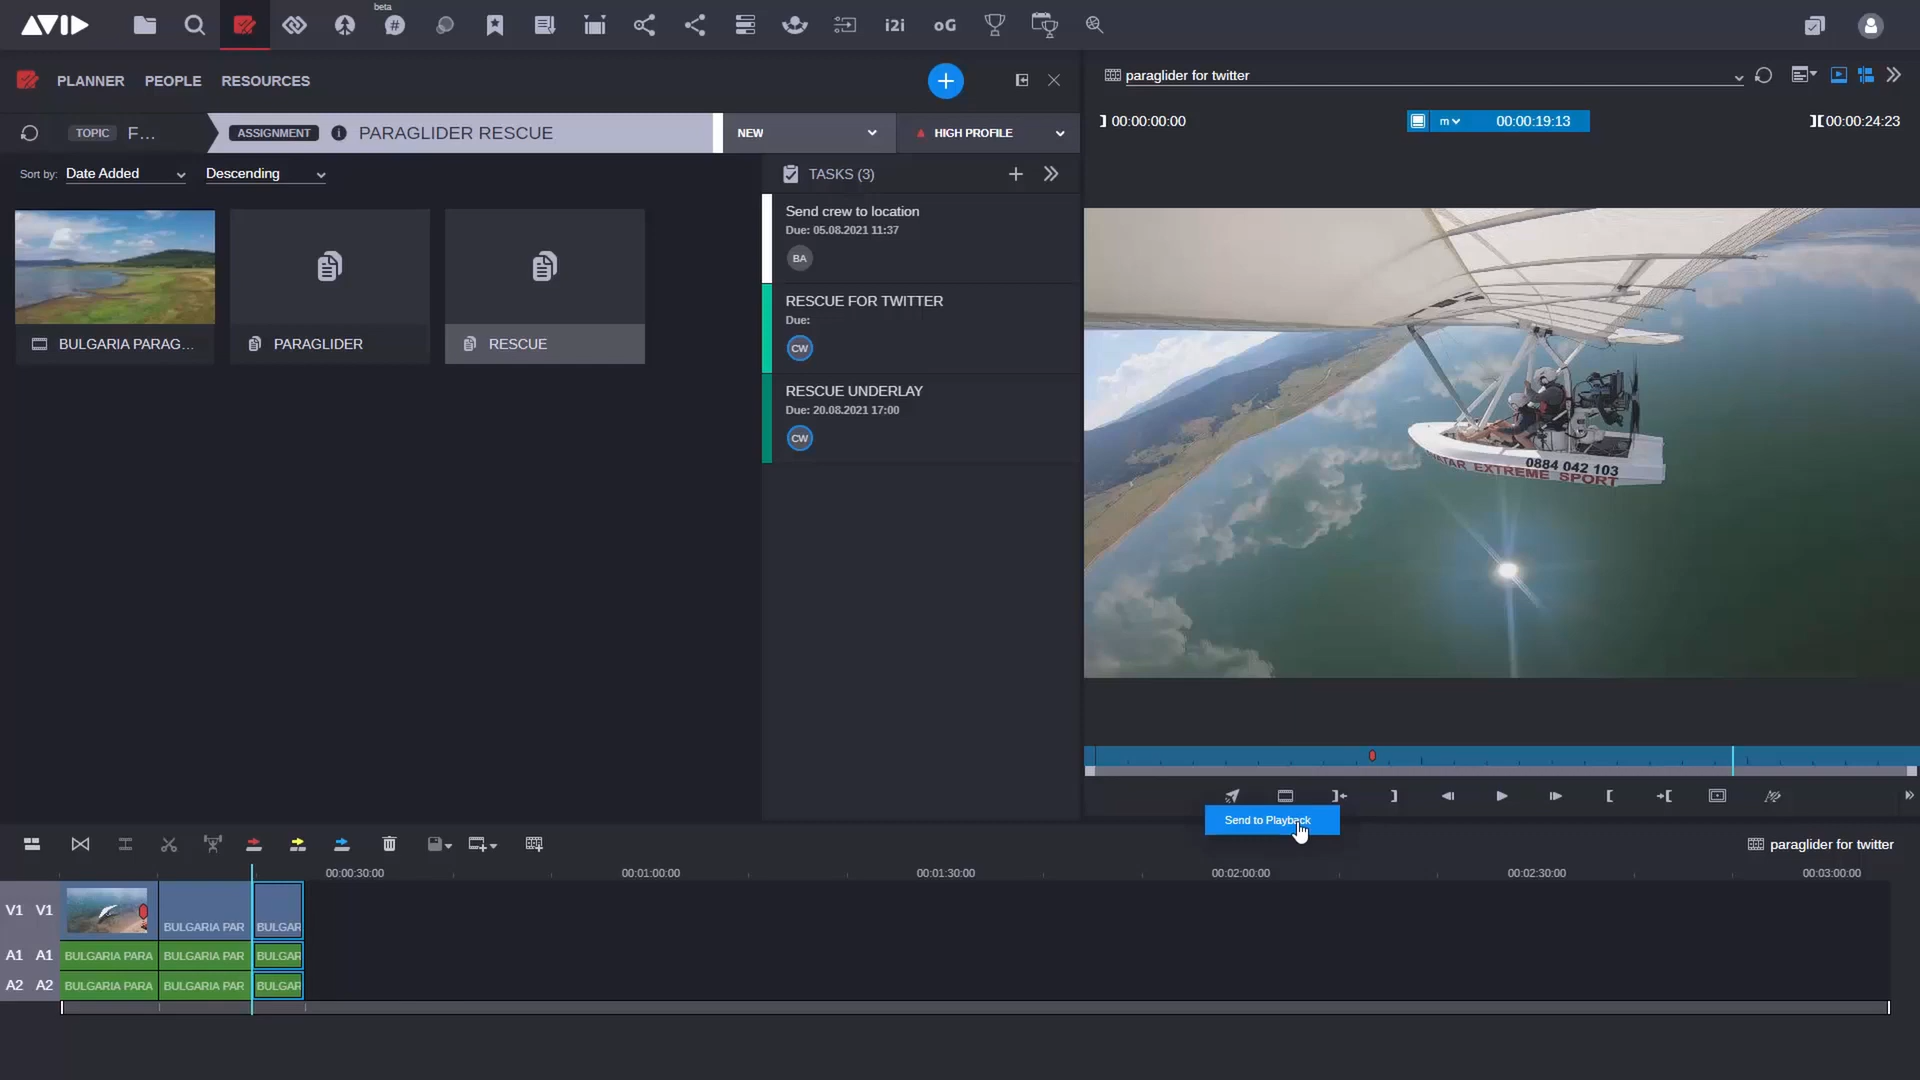 AVID
beta
#
i2i
oG
PLANNER PEOPLE RESOURCES
TOPIC F...
ASSIGNMENT i PARAGLIDER RESCUE
NEW
HIGH PROFILE
Sort by: Date Added Descending
BULGARIA PARAG...
PARAGLIDER
RESCUE
TASKS (3)
Send crew to location
Due: 05.08.2021 11:37
BA
RESCUE FOR TWITTER
Due:
CW
RESCUE UNDERLAY
Due: 20.08.2021 17:00
CW
paraglider for twitter
00:00:00:00
m 00:00:19:13
00:00:24:23
0884 042 103
EXTREME SPORT
Send to Playback
paraglider for twitter
00:00:30:00 00:01:00:00 00:01:30:00 00:02:00:00 00:02:30:00 00:03:00:00
V1 V1 BULGARIA PAR BULGAR
A1 A1 BULGARIA PARA BULGARIA PAR BULGAR
A2 A2 BULGARIA PARA BULGARIA PAR BULGAR